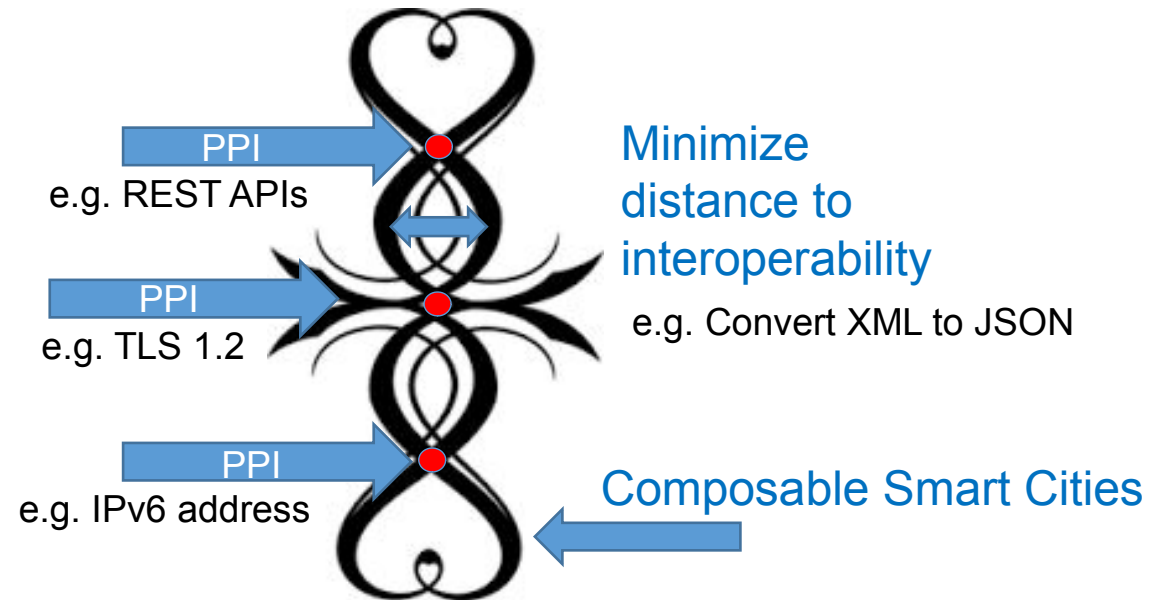 PPI
e.g. REST APIs
Minimize
distance to
interoperability
PPI
e.g. TLS 1.2
e.g. Convert XML to JSON
PPI
e.g. IPv6 address
Composable Smart Cities